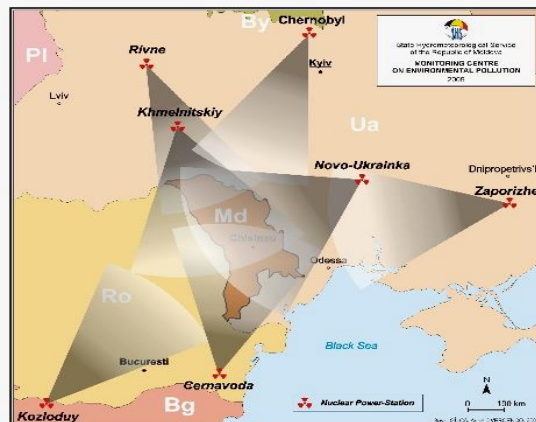 By
Chernobyl
Pl
Rivne
State Hydrometeorological Service
of the Republic of Moldova
MONITORING CENTRE
ON ENVIRONMENTAL POLLUTION
Kyiv
Lviv
Khmelnitskiy
Ua
Novo-Ukrainka
Dnipropetrivs'k
Zaporizhe
Md
Chisinau
Odessa
Ro
Black Sea
Bucuresti
Cernavoda
N
Nuclear Power-Station
0 100 km
Kozloduy
Bg